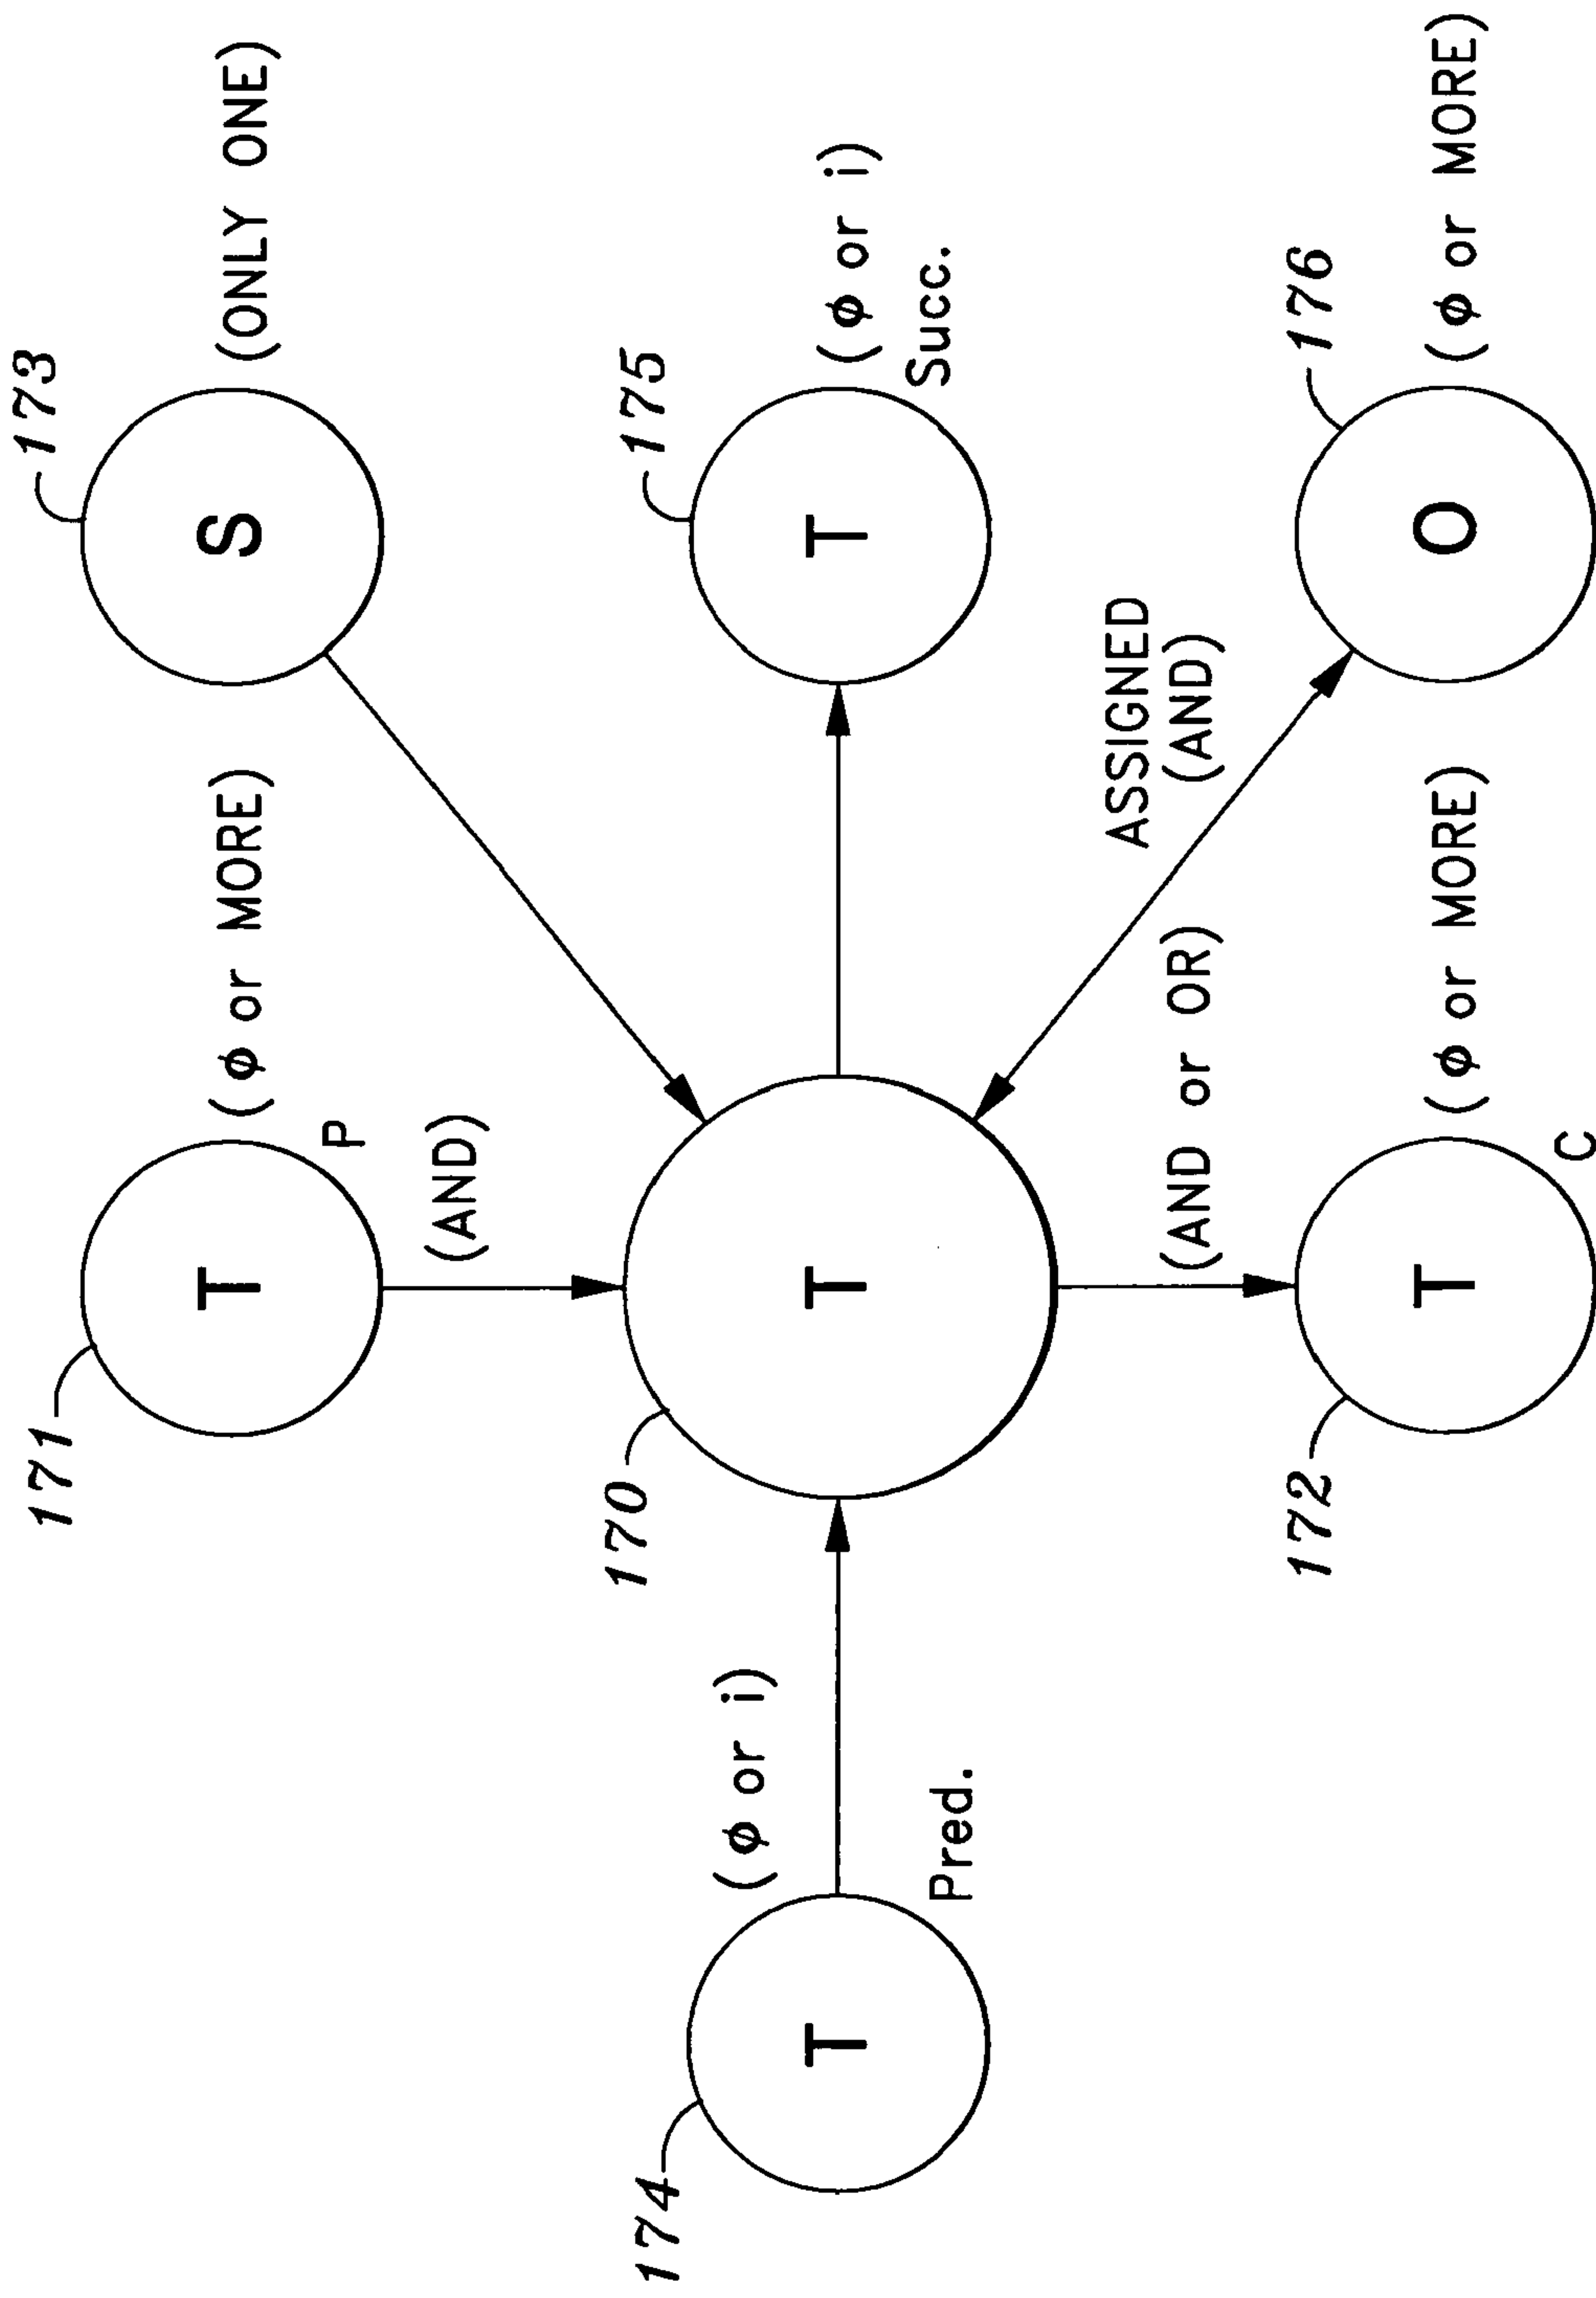 171
T
(φ or MORE)
P
(AND)
173
S
(ONLY ONE)
174
T
(φ or i)
Pred.
170
T
175
T
(φ or i)
Succ.
ASSIGNED
(AND)
(AND or OR)
172
T
(φ or MORE)
C
176
O
(φ or MORE)